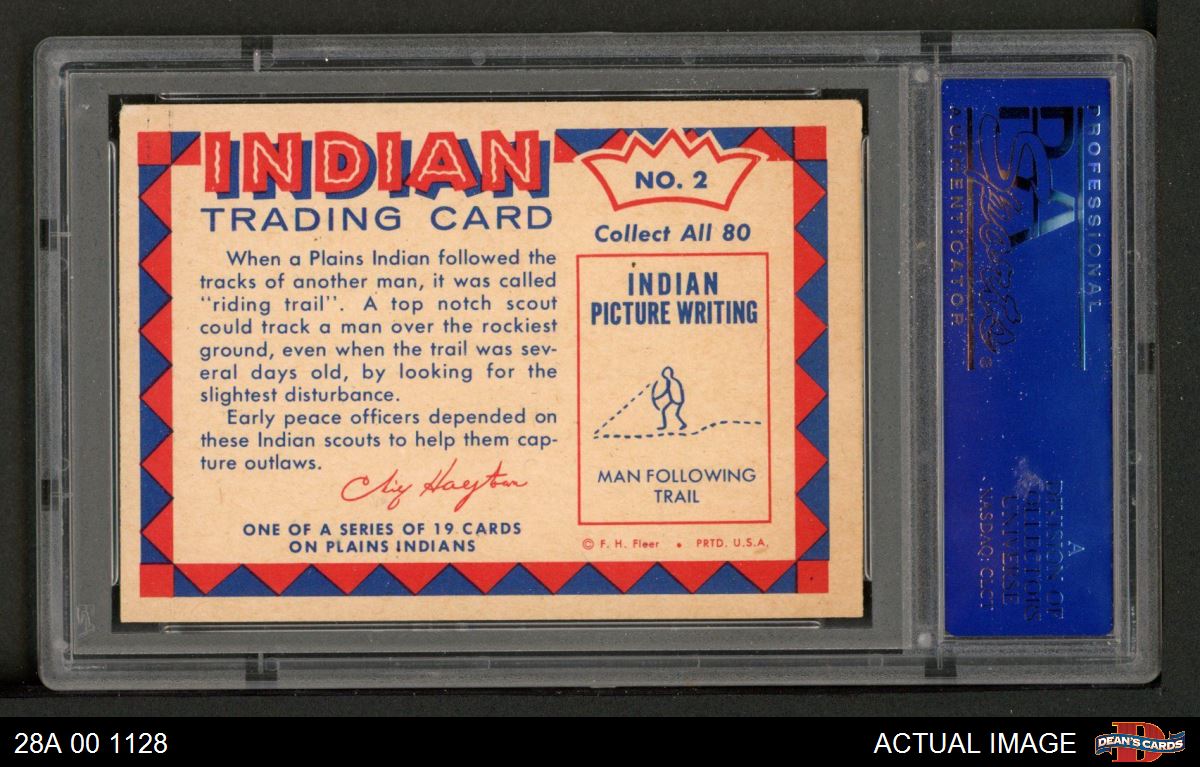 INDIAN
TRADING CARD
When a Plains Indian followed the
tracks of another man, it was called
"riding trail". A top notch scout
could track a man over the rockiest
ground, even when the trail was sev-
eral days old, by looking for the
slightest disturbance.
Early peace officers depended on
these Indian scouts to help them cap-
ture outlaws.
ONE OF A SERIES OF 19 CARDS
ON PLAINS INDIANS
NO. 2
Collect All 80
INDIAN
PICTURE WRITING
MAN FOLLOWING
TRAIL
© F. H. Fleer • PRTD. U.S.A.
PROFESSIONAL
PSA
AUTHENTICATOR
A
DIVISION OF
COLLECTORS
UNIVERSE
NASDAQ: CLCT
28A 00 1128
ACTUAL IMAGE
DEAN'S CARDS